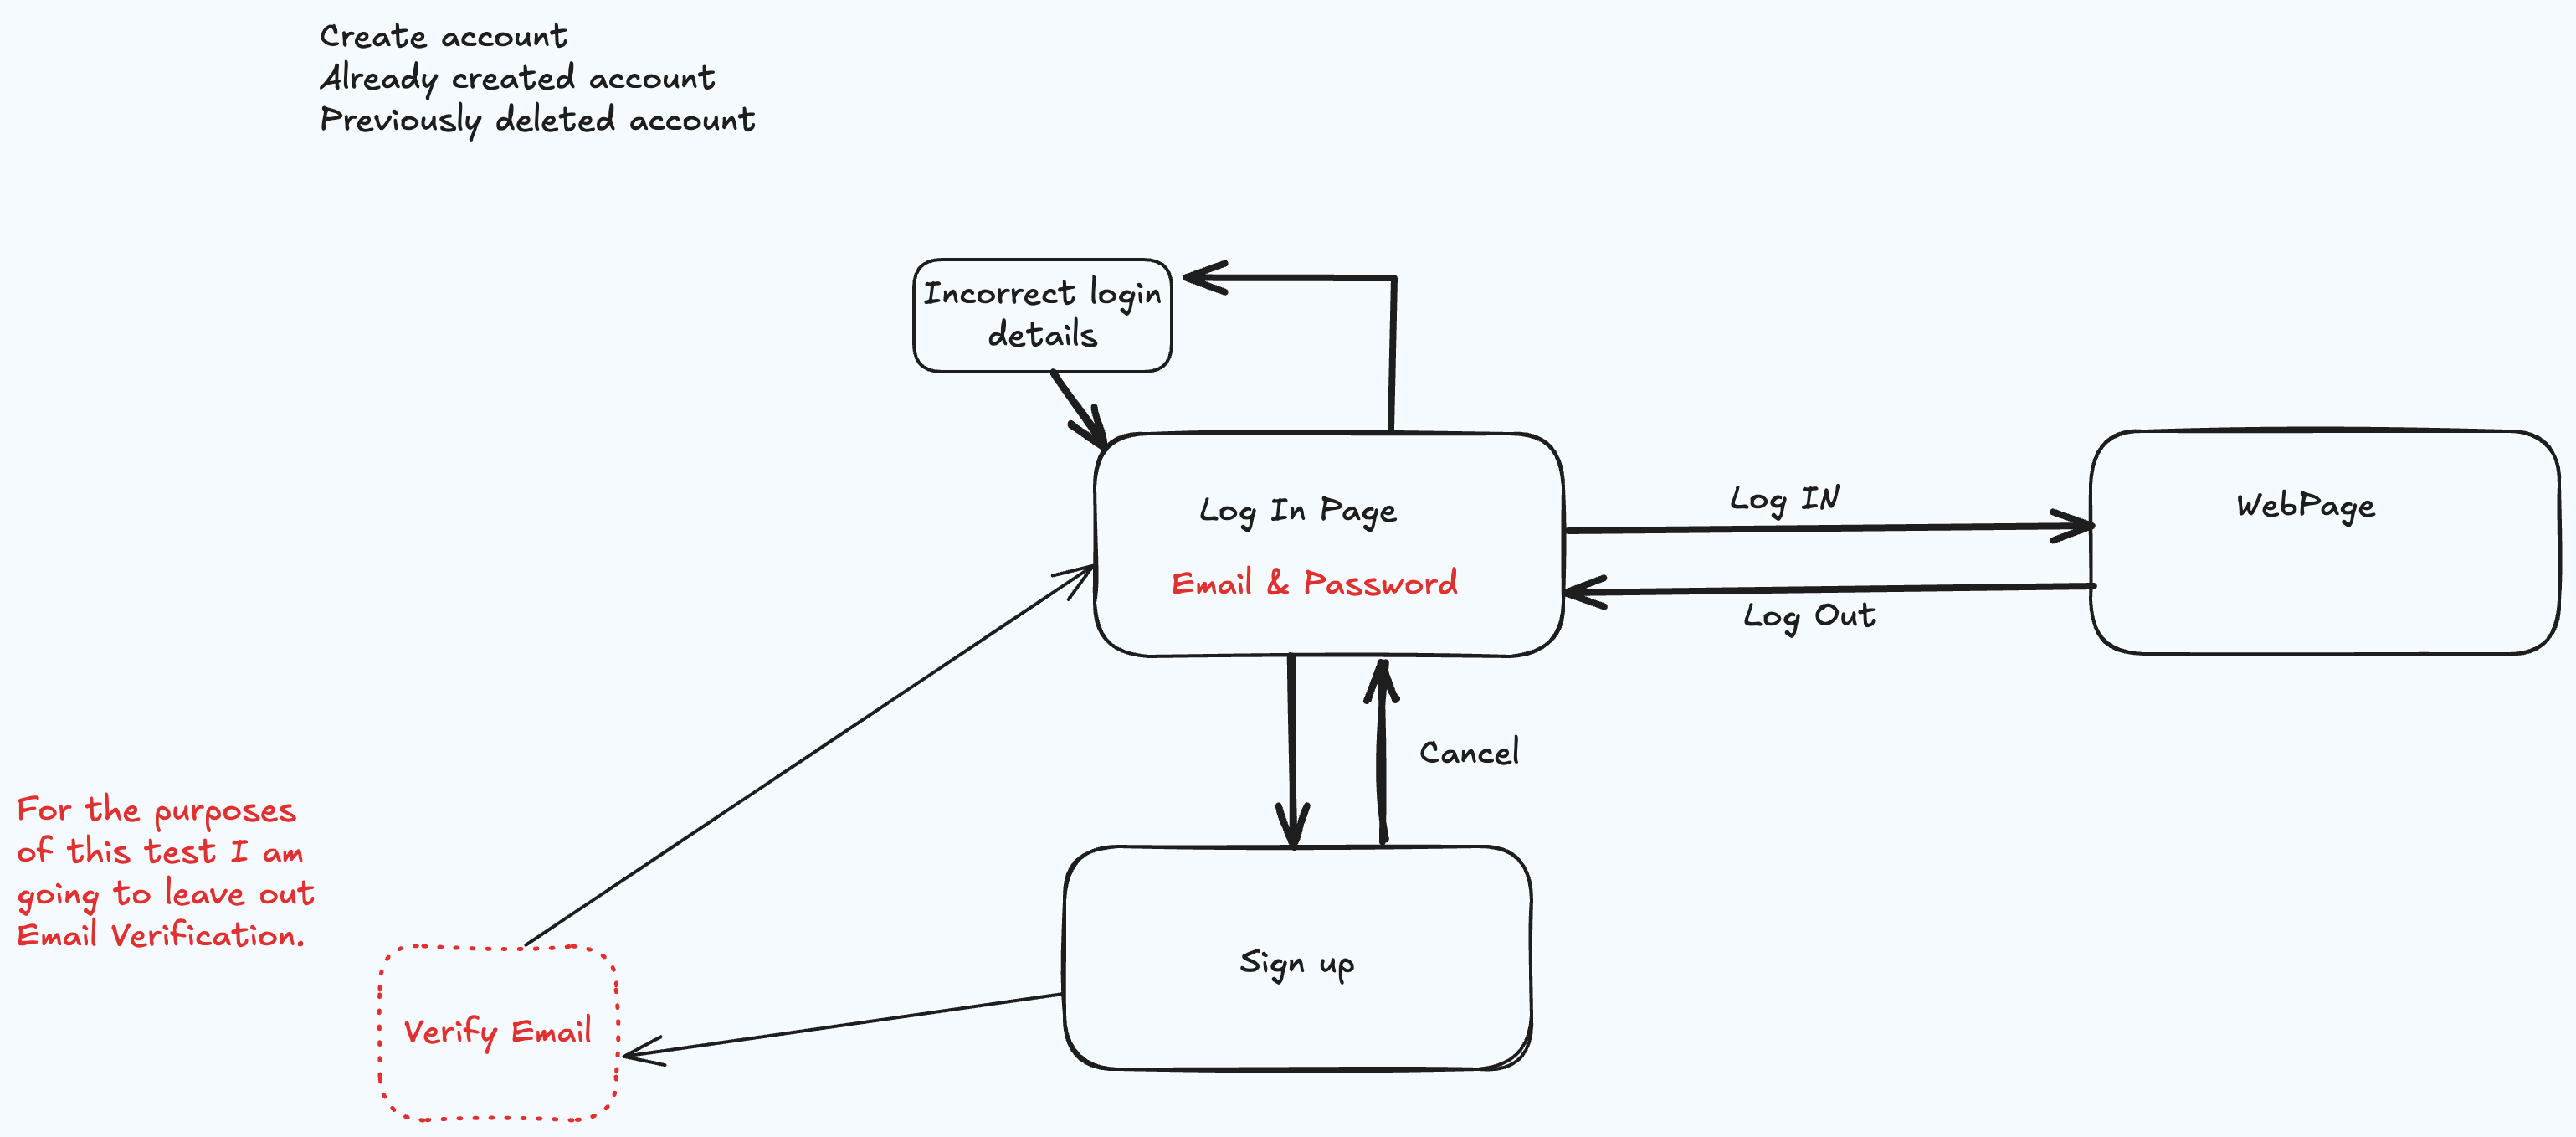 Create account
Already created account
Previously deleted account
Incorrect login
details
Log In Page
Email & Password
Log IN
WebPage
Log Out
Cancel
For the purposes
of this test I am
going to leave out
Email Verification.
Sign up
Verify Email